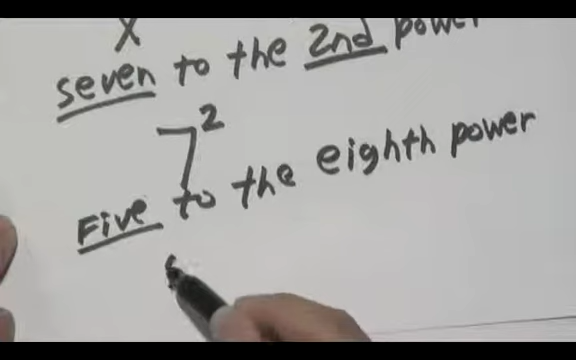 x
seven to the 2nd power
7²
Five to the eighth power